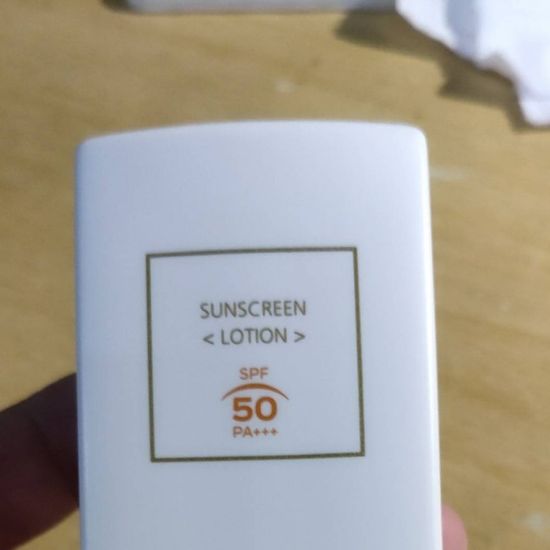 SUNSCREEN
< LOTION >
SPF
50
PA+++